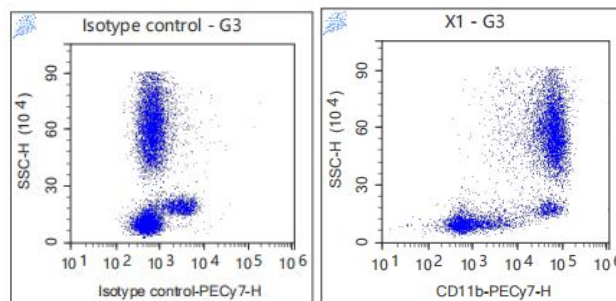 Isotype control - G3
SSC-H (10 4)
90
60
30
0
10 1 10 2 10 3 10 4 10 5 10 6
Isotype control-PECy7-H
X1 - G3
SSC-H (10 4)
90
60
30
0
10 1 10 2 10 3 10 4 10 5 10 6
CD11b-PECy7-H